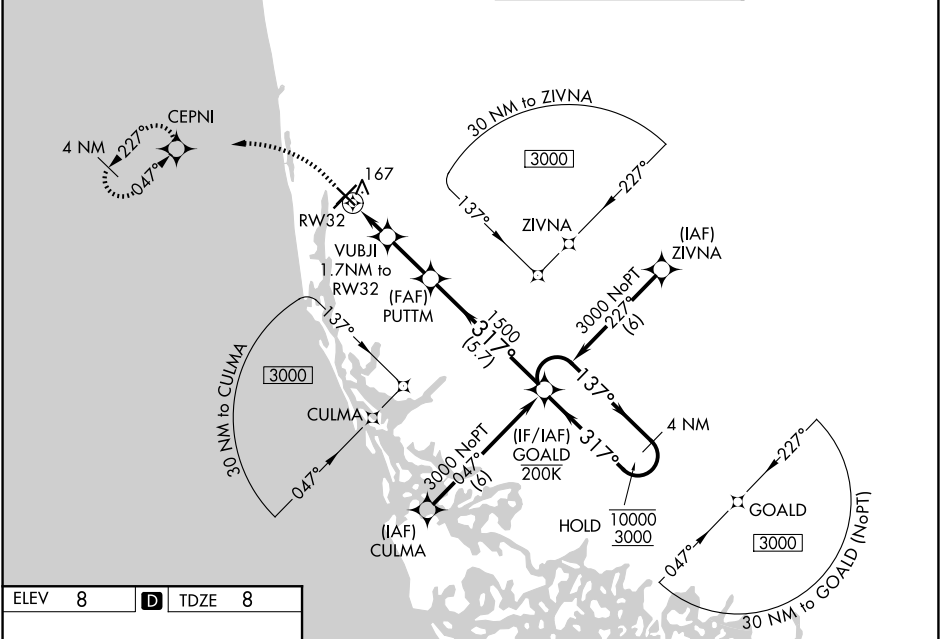 CEPNI
4 NM
227°
047°
30 NM to ZIVNA
3000
227°
137°
ZIVNA
167
RW32
VUBJI
1.7NM to
RW32
(FAF)
PUTTM
(IAF)
ZIVNA
3000 NoPT
227°
(6)
1500
317°
(5.7)
137°
30 NM to CULMA
3000
CULMA
047°
137°
317°
4 NM
(IF/IAF)
GOALD
200K
3000 NoPT
047°
(6)
(IAF)
CULMA
HOLD
10000
3000
227°
GOALD
3000
047°
30 NM to GOALD (NoPT)
ELEV 8 D TDZE 8